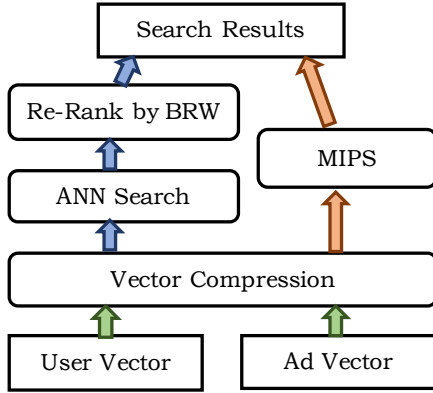 Search Results
Re-Rank by BRW
MIPS
ANN Search
Vector Compression
User Vector
Ad Vector